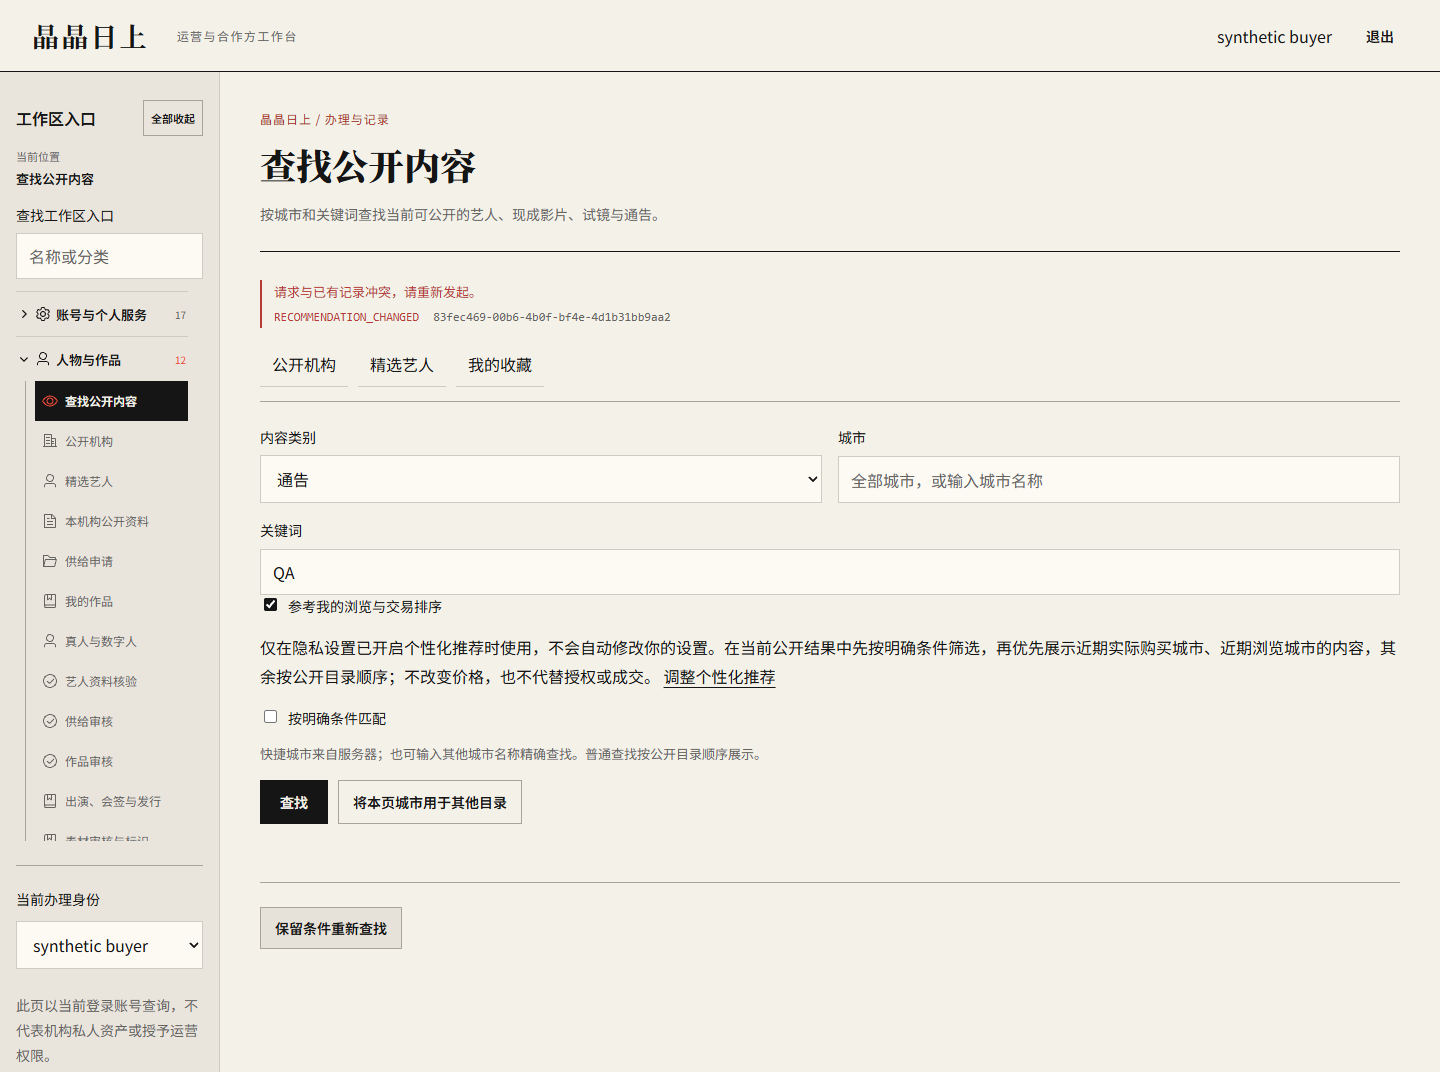 晶晶日上
运营与合作方工作台
synthetic buyer
退出
工作区入口
全部收起
当前位置
查找公开内容
查找工作区入口
名称或分类
账号与个人服务 17
人物与作品 12
查找公开内容
公开机构
精选艺人
本机构公开资料
供给申请
我的作品
真人与数字人
艺人资料核验
供给审核
作品审核
出演、会签与发行
当前办理身份
synthetic buyer
此页以当前登录账号查询，不
代表机构私人资产或授予运营
权限。
晶晶日上 / 办理与记录
查找公开内容
按城市和关键词查找当前可公开的艺人、现成影片、试镜与通告。
请求与已有记录冲突，请重新发起。
RECOMMENDATION_CHANGED 83fec469-00b6-4b0f-bf4e-4d1b31bb9aa2
公开机构 精选艺人 我的收藏
内容类别
通告
城市
全部城市，或输入城市名称
关键词
QA
参考我的浏览与交易排序
仅在隐私设置已开启个性化推荐时使用，不会自动修改你的设置。在当前公开结果中先按明确条件筛选，再优先展示近期实际购买城市、近期浏览城市的内容，其
余按公开目录顺序；不改变价格，也不代替授权或成交。 调整个性化推荐
按明确条件匹配
快捷城市来自服务器；也可输入其他城市名称精确查找。普通查找按公开目录顺序展示。
查找
将本页城市用于其他目录
保留条件重新查找